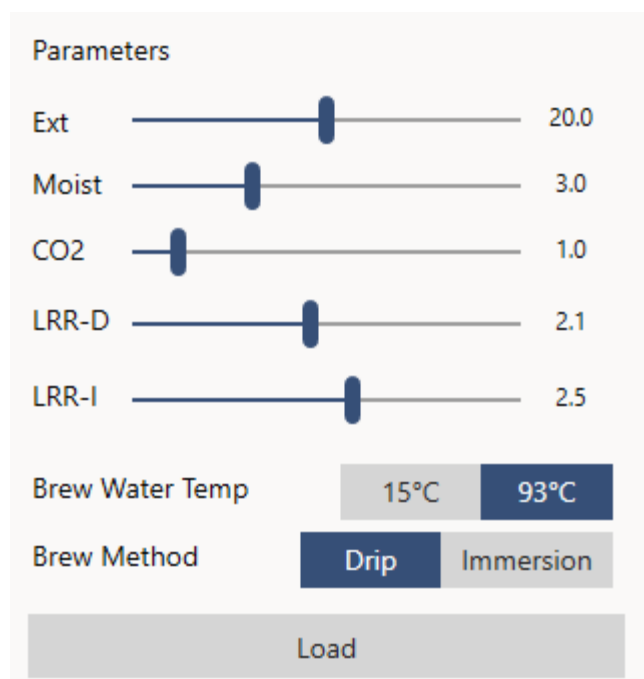 Parameters
Ext 20.0
Moist 3.0
CO2 1.0
LRR-D 2.1
LRR-I 2.5
Brew Water Temp 15°C 93°C
Brew Method Drip Immersion
Load